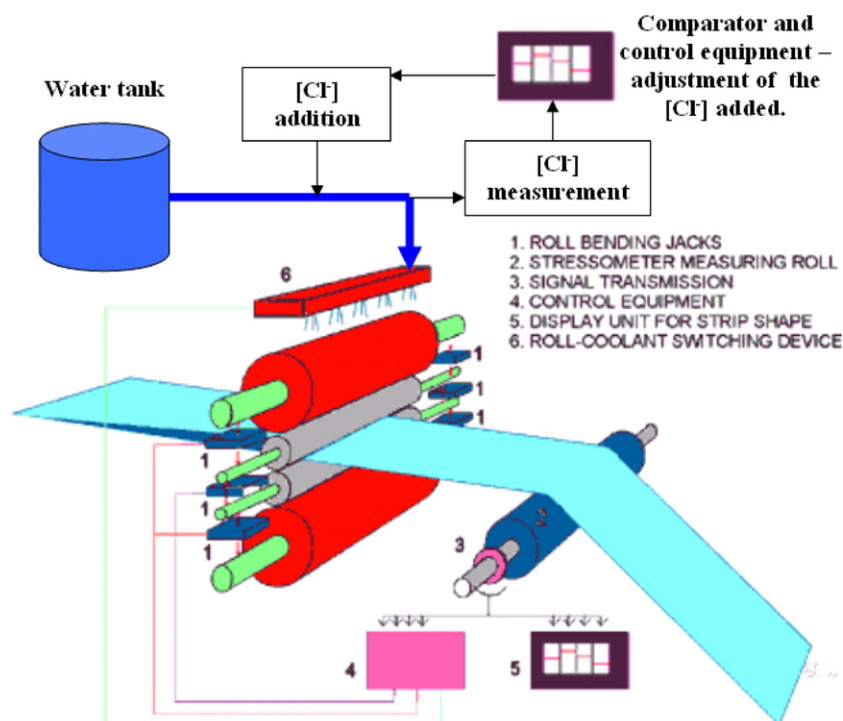 Comparator and
control equipment –
adjustment of the
[Cl-] added.
Water tank
[Cl-]
addition
[Cl-]
measurement
1. ROLL BENDING JACKS
2. STRESSOMETER MEASURING ROLL
3. SIGNAL TRANSMISSION
4. CONTROL EQUIPMENT
5. DISPLAY UNIT FOR STRIP SHAPE
6. ROLL-COOLANT SWITCHING DEVICE
6
1
1
1
1
1
1
2
3
4
5